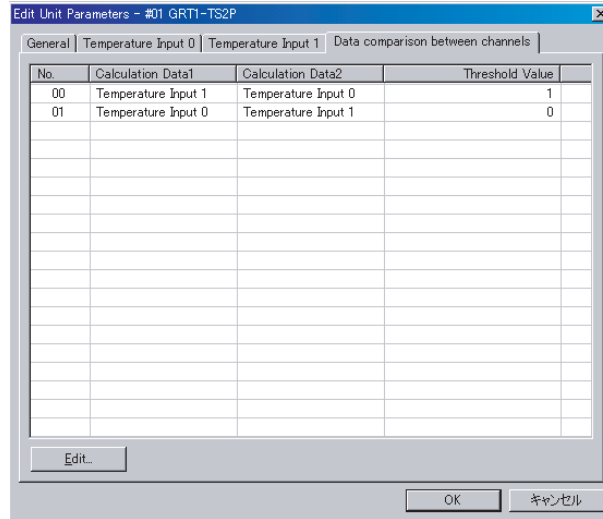 Edit Unit Parameters - #01 GRT1-TS2P
General Temperature Input 0 Temperature Input 1 Data comparison between channels
No. Calculation Data1 Calculation Data2 Threshold Value
00 Temperature Input 1 Temperature Input 0 1
01 Temperature Input 0 Temperature Input 1 0
Edit...
OK キャンセル